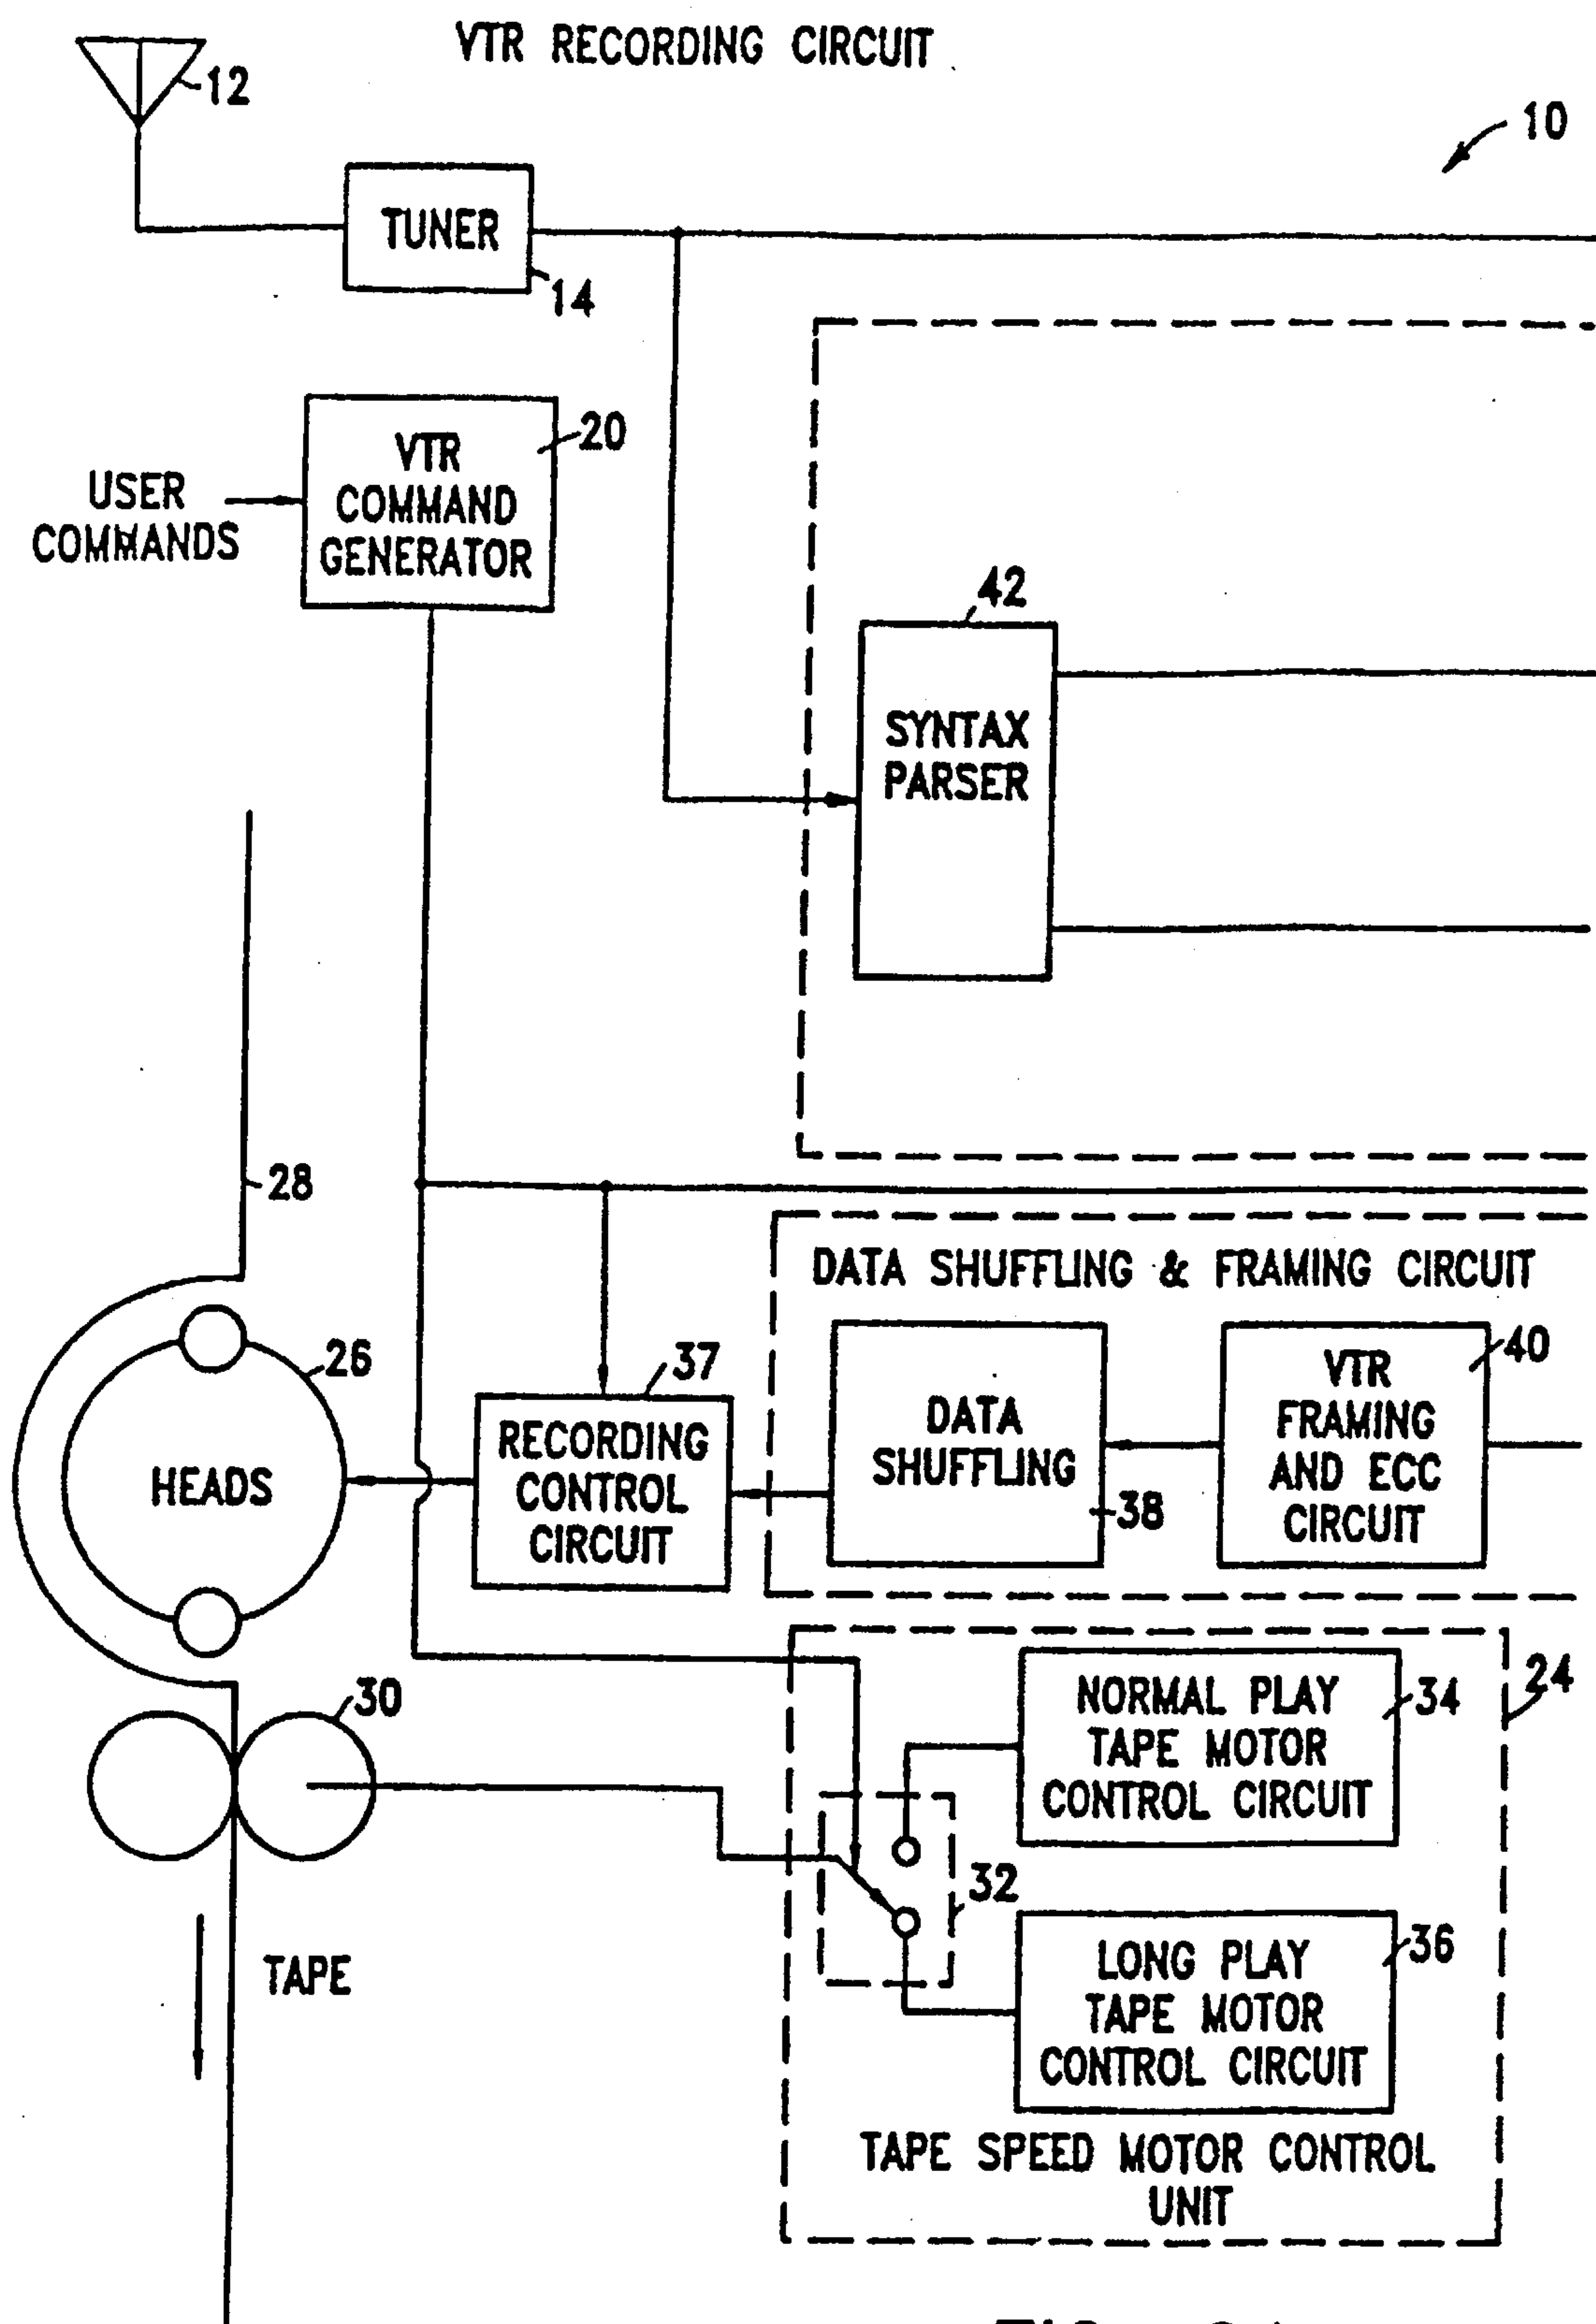 VTR RECORDING CIRCUIT
12
10
TUNER
14
VTR
COMMAND
GENERATOR
20
USER
COMMANDS
42
SYNTAX
PARSER
28
DATA SHUFFLING & FRAMING CIRCUIT
26
HEADS
37
RECORDING
CONTROL
CIRCUIT
DATA
SHUFFLING
38
VTR
FRAMING
AND ECC
CIRCUIT
40
30
NORMAL PLAY
TAPE MOTOR
CONTROL CIRCUIT
34
24
32
TAPE
LONG PLAY
TAPE MOTOR
CONTROL CIRCUIT
36
TAPE SPEED MOTOR CONTROL
UNIT